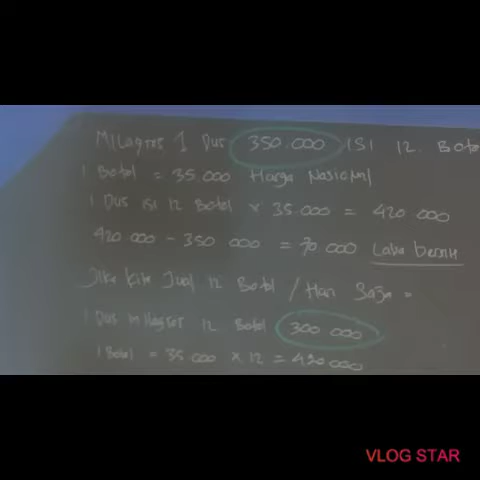 Milagros 1 Dus 350.000 isi 12 Botol
1 Botol = 35.000 Harga Nasional
1 Dus isi 12 Botol x 35.000 = 420 000
420 000 - 350 000 = 70 000 Laba bersih
Jika Kita Jual 12 Botol / Hari Saja =
1 Dus milagros 12 Botol 300 000
1 Botol = 35 000 x 12 = 420 000
VLOG STAR